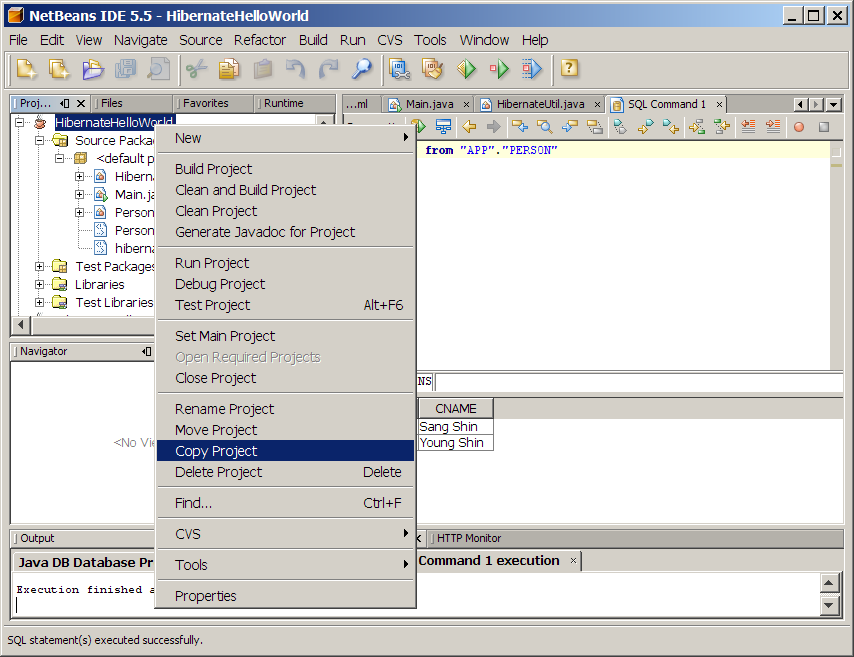 NetBeans IDE 5.5 - HibernateHelloWorld
File Edit View Navigate Source Refactor Build Run CVS Tools Window Help
Proj... Files Favorites Runtime
...ml Main.java HibernateUtil.java SQL Command 1
HibernateHelloWorld
Source Packa
<default p
Hibern
Main.ja
Person
Person
hiberna
Test Packages
Libraries
Test Libraries
from "APP"."PERSON"
New
Build Project
Clean and Build Project
Clean Project
Generate Javadoc for Project
Run Project
Debug Project
Test Project Alt+F6
Set Main Project
Open Required Projects
Close Project
Rename Project
Move Project
Copy Project
Delete Project Delete
Find... Ctrl+F
CVS
Tools
Properties
Navigator
<No Vie
NS
CNAME
Sang Shin
Young Shin
Output
HTTP Monitor
Java DB Database Pr
Command 1 execution
Execution finished a
SQL statement(s) executed successfully.